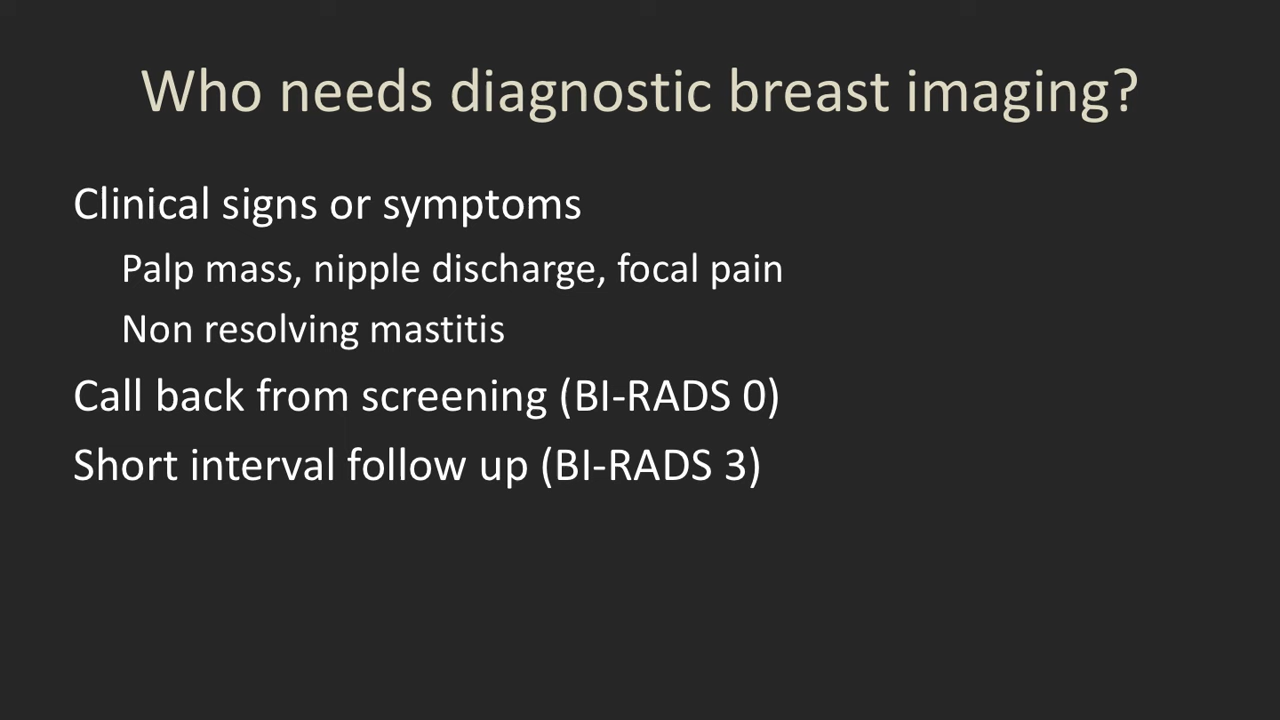 Who needs diagnostic breast imaging?
Clinical signs or symptoms
Palp mass, nipple discharge, focal pain
Non resolving mastitis
Call back from screening (BI-RADS 0)
Short interval follow up (BI-RADS 3)